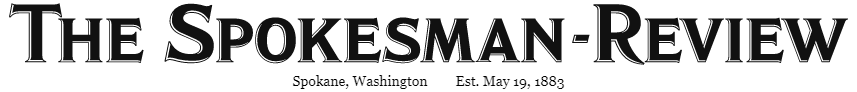 The Spokesman-Review
Spokane, Washington Est. May 19, 1883